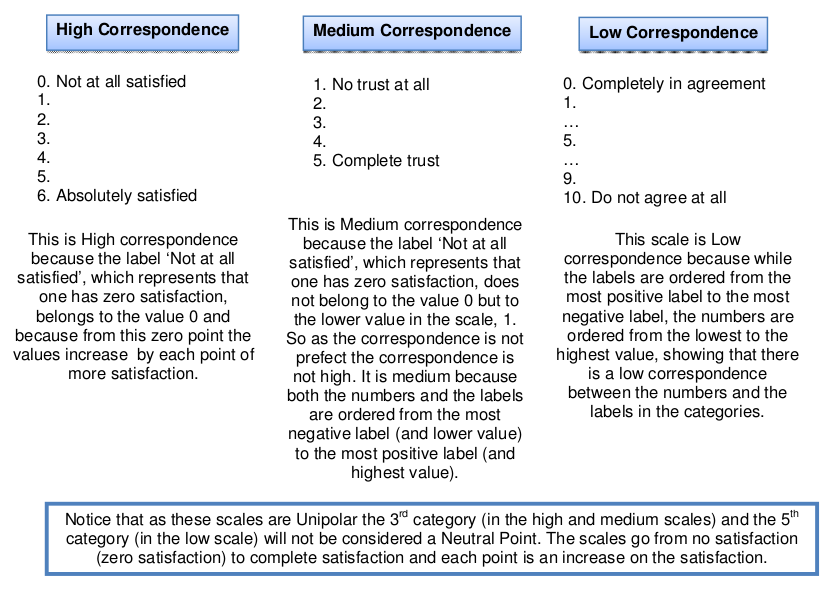 High Correspondence
0. Not at all satisfied
1.
2.
3.
4.
5.
6. Absolutely satisfied
This is High correspondence
because the label ‘Not at all
satisfied’, which represents that
one has zero satisfaction,
belongs to the value 0 and
because from this zero point the
values increase by each point of
more satisfaction.
Medium Correspondence
1. No trust at all
2.
3.
4.
5. Complete trust
This is Medium correspondence
because the label ‘Not at all
satisfied’, which represents that
one has zero satisfaction, does
not belong to the value 0 but to
the lower value in the scale, 1.
So as the correspondence is not
prefect the correspondence is
not high. It is medium because
both the numbers and the labels
are ordered from the most
negative label (and lower value)
to the most positive label (and
highest value).
Low Correspondence
0. Completely in agreement
1.
…
5.
…
9.
10. Do not agree at all
This scale is Low
correspondence because while
the labels are ordered from the
most positive label to the most
negative label, the numbers are
ordered from the lowest to the
highest value, showing that there
is a low correspondence
between the numbers and the
labels in the categories.
Notice that as these scales are Unipolar the 3rd category (in the high and medium scales) and the 5th
category (in the low scale) will not be considered a Neutral Point. The scales go from no satisfaction
(zero satisfaction) to complete satisfaction and each point is an increase on the satisfaction.